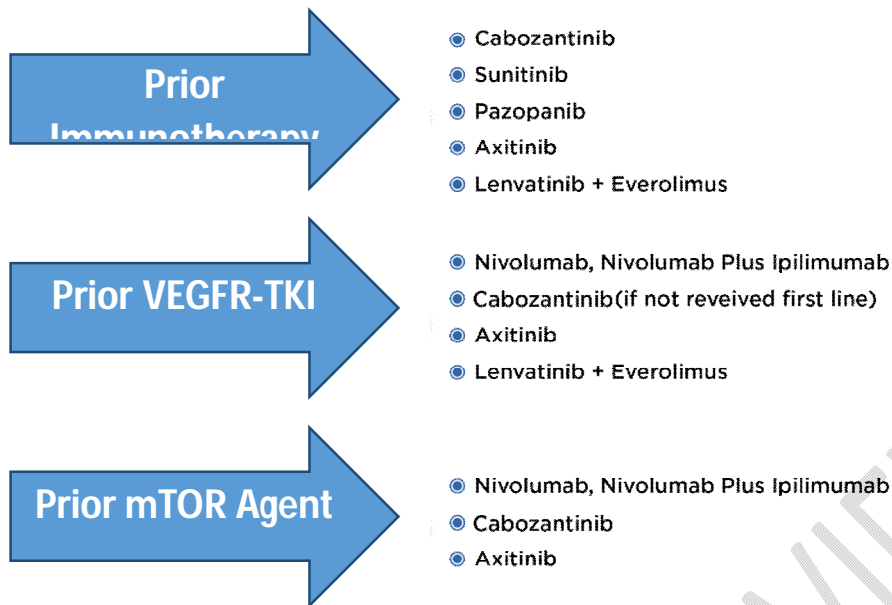 Prior
Immunotherapy
Cabozantinib
Sunitinib
Pazopanib
Axitinib
Lenvatinib + Everolimus
Prior VEGFR-TKI
Nivolumab, Nivolumab Plus Ipilimumab
Cabozantinib(if not reveived first line)
Axitinib
Lenvatinib + Everolimus
Prior mTOR Agent
Nivolumab, Nivolumab Plus Ipilimumab
Cabozantinib
Axitinib